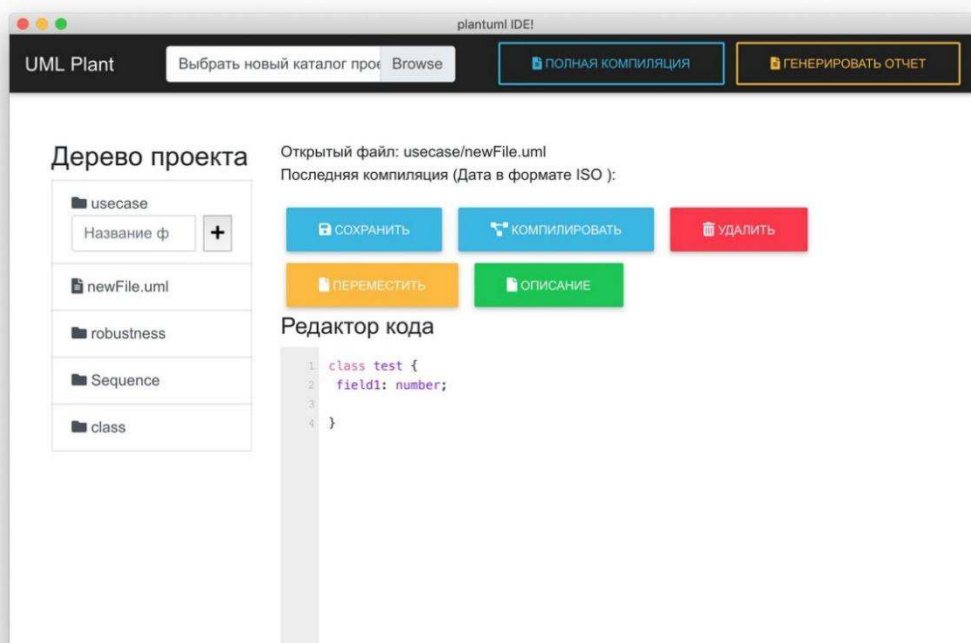 plantuml IDE!
UML Plant
Выбрать новый каталог прое Browse
ПОЛНАЯ КОМПИЛЯЦИЯ
ГЕНЕРИРОВАТЬ ОТЧЕТ
Дерево проекта
usecase
Название ф
+
newFile.uml
robustness
Sequence
class
Открытый файл: usecase/newFile.uml
Последняя компиляция (Дата в формате ISO ):
СОХРАНИТЬ
КОМПИЛИРОВАТЬ
УДАЛИТЬ
ПЕРЕМЕСТИТЬ
ОПИСАНИЕ
Редактор кода
1 class test {
2 field1: number;
3
4 }